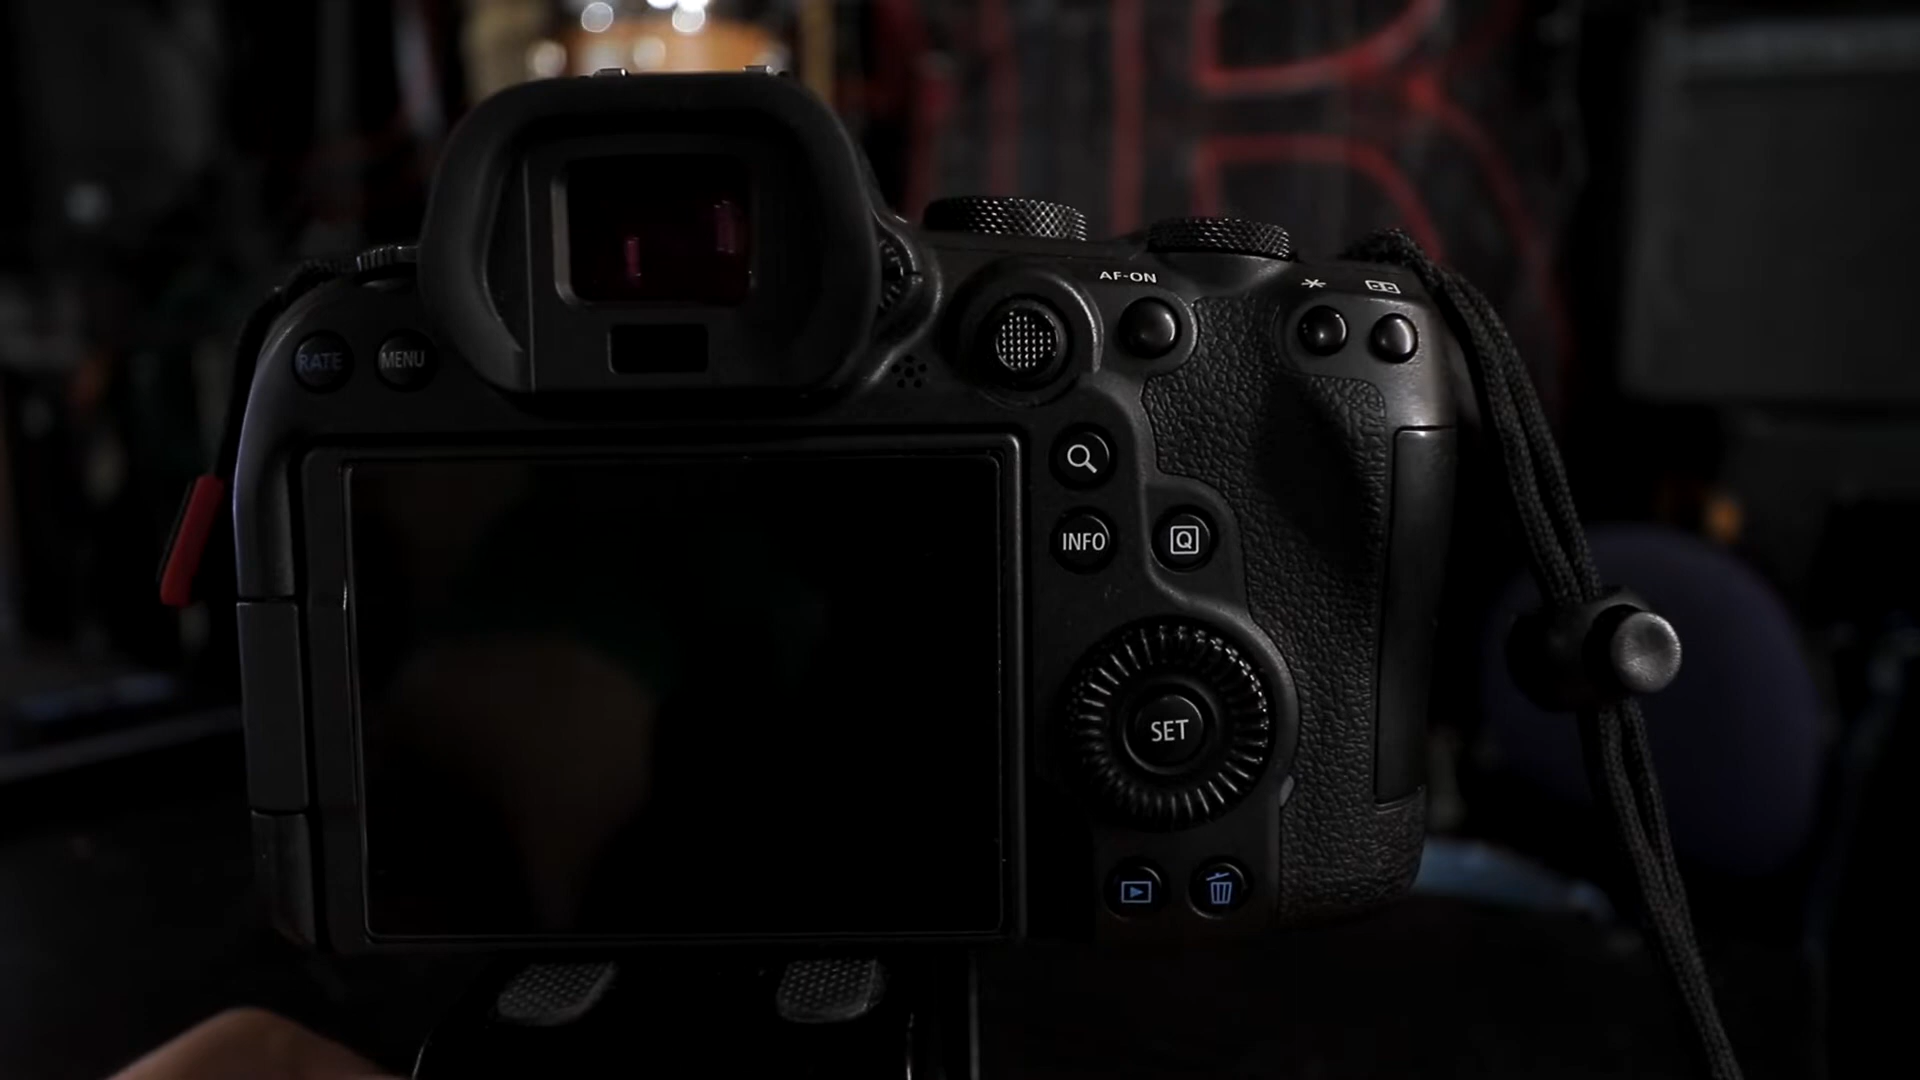 AF-ON
RATE
MENU
INFO
Q
SET